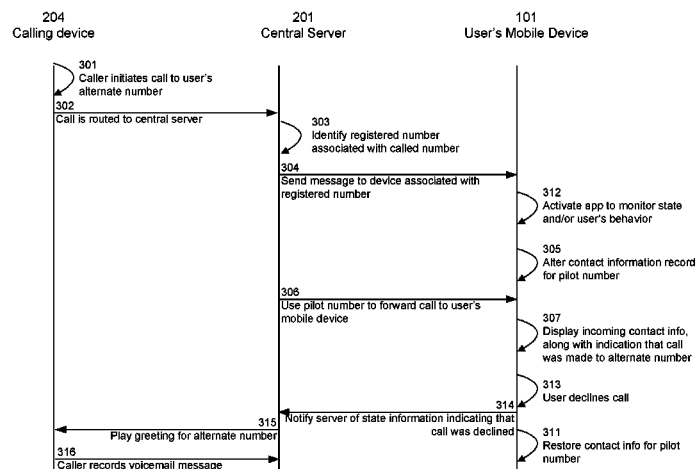 204
Calling device
201
Central Server
101
User's Mobile Device
301
Caller initiates call to user's
alternate number
302
Call is routed to central server
303
Identify registered number
associated with called number
304
Send message to device associated with
registered number
312
Activate app to monitor state
and/or user's behavior
305
Alter contact information record
for pilot number
306
Use pilot number to forward call to user's
mobile device
307
Display incoming contact info,
along with indication that call
was made to alternate number
313
User declines call
314
Notify server of state information indicating that
call was declined
315
Play greeting for alternate number
311
Restore contact info for pilot
number
316
Caller records voicemail message